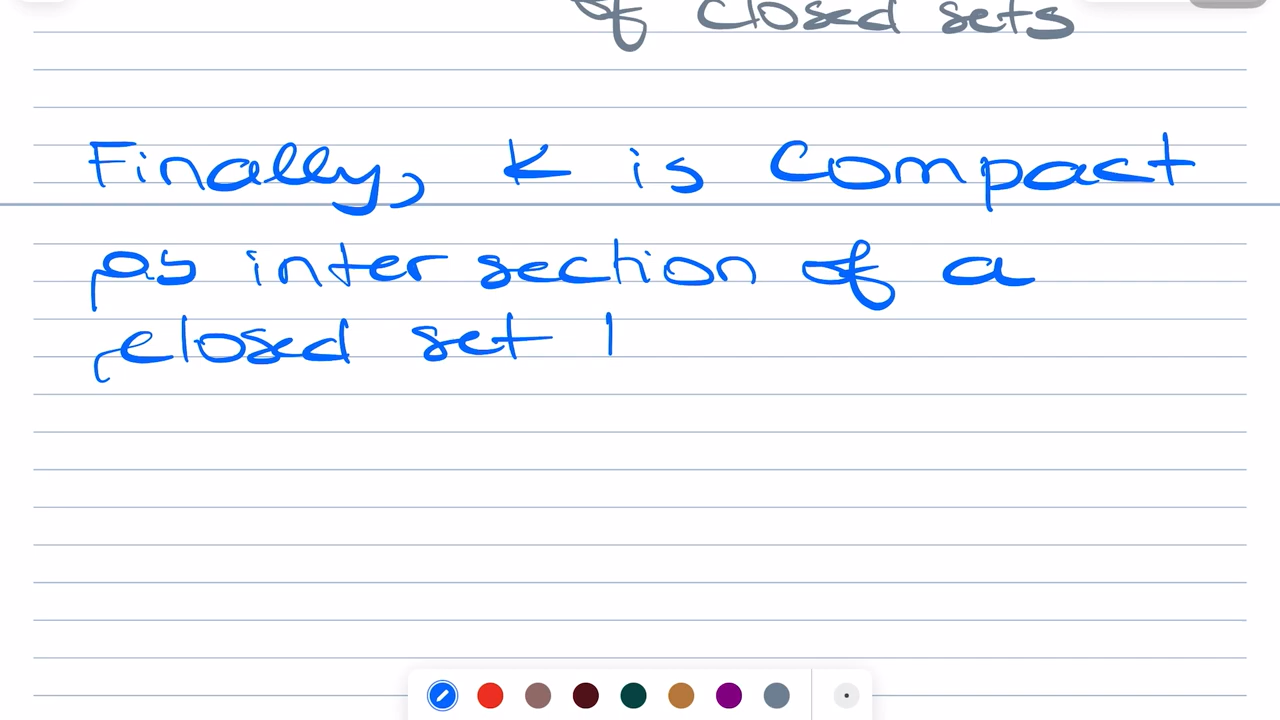 of closed sets
Finally, K is compact
as intersection of a
closed set